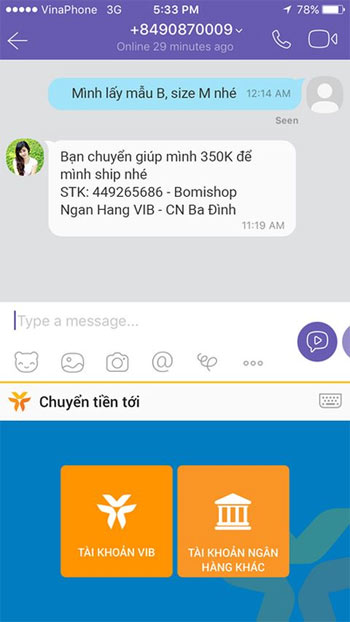 VinaPhone 3G 5:33 PM 78%
+8490870009
Online 29 minutes ago
Mình lấy mẫu B, size M nhé 12:14 AM
Seen
Bạn chuyển giúp mình 350K để
mình ship nhé
STK: 449265686 - Bomishop
Ngan Hang VIB - CN Ba Đình
11:19 AM
Type a message...
Chuyển tiền tới
TÀI KHOẢN VIB
TÀI KHOẢN NGÂN
HÀNG KHÁC